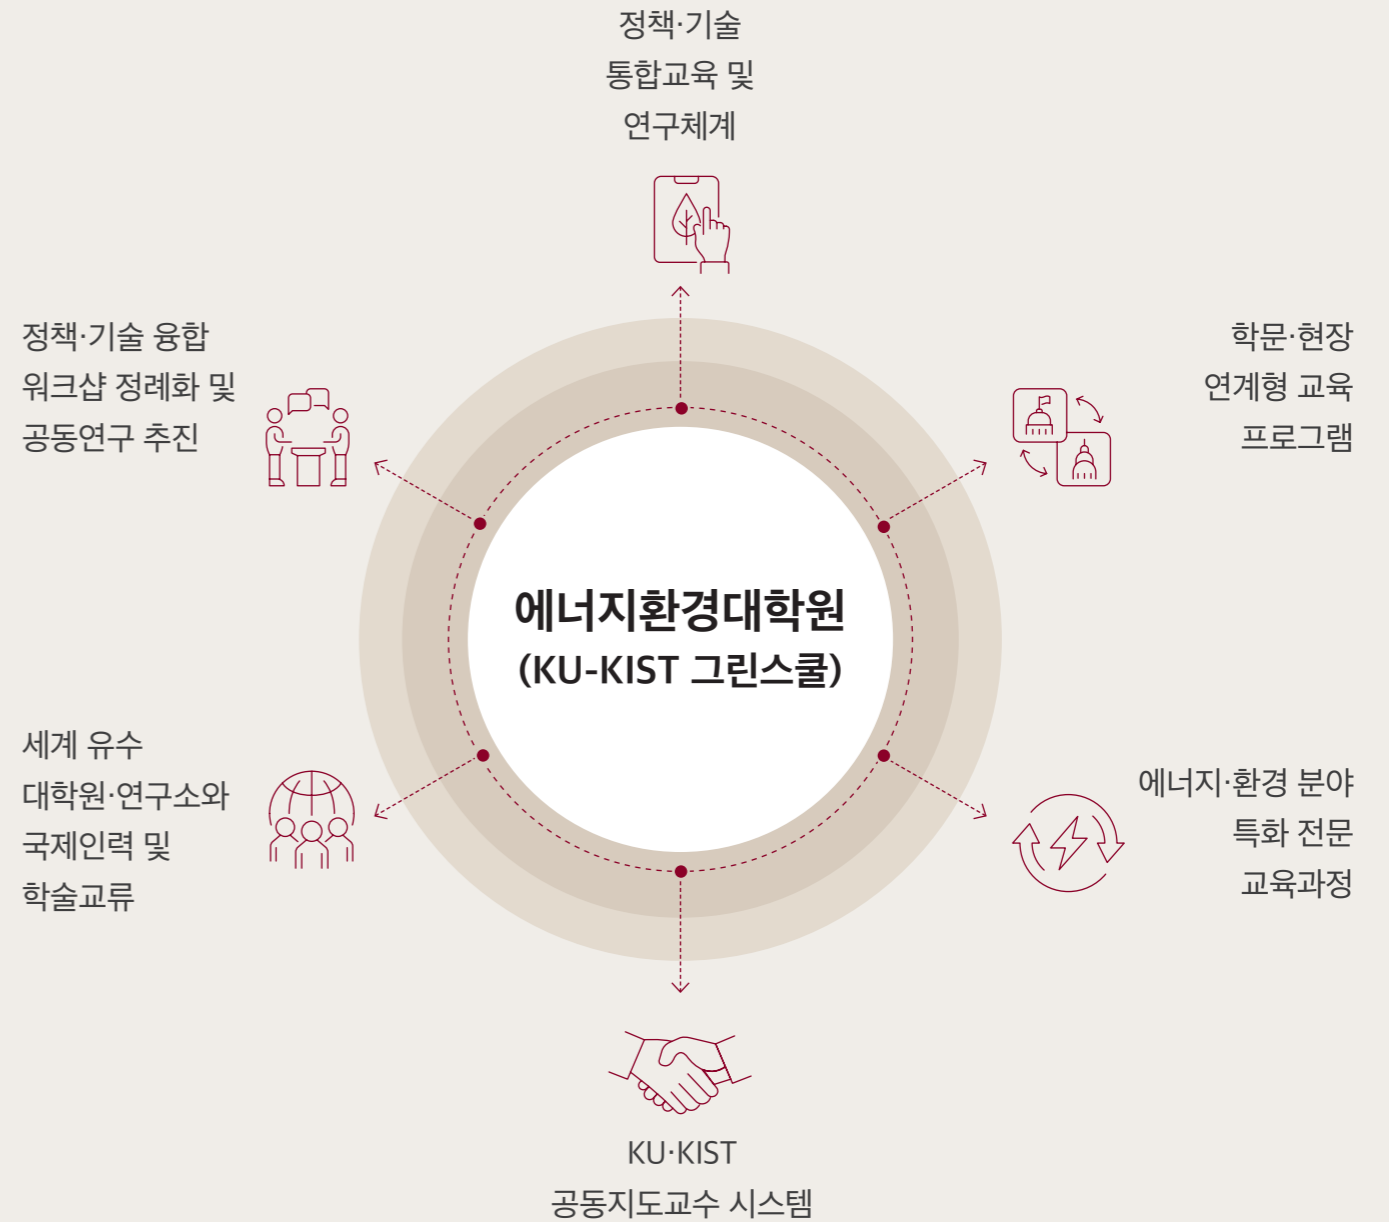 정책·기술
통합교육 및
연구체계
정책·기술 융합
워크샵 정례화 및
공동연구 추진
학문·현장
연계형 교육
프로그램
에너지환경대학원
(KU-KIST 그린스쿨)
세계 유수
대학원·연구소와
국제인력 및
학술교류
에너지·환경 분야
특화 전문
교육과정
KU·KIST
공동지도교수 시스템